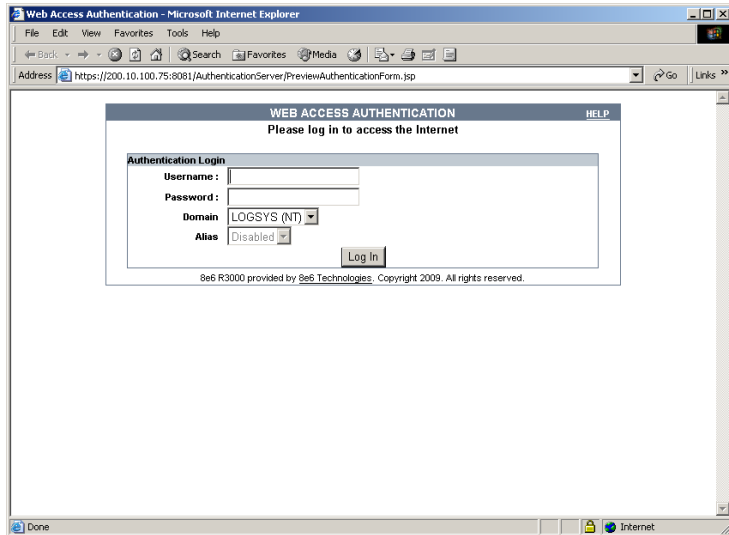 Web Access Authentication - Microsoft Internet Explorer
File Edit View Favorites Tools Help
Back Search Favorites Media
Address https://200.10.100.75:8081/AuthenticationServer/PreviewAuthenticationForm.jsp Go Links »
WEB ACCESS AUTHENTICATION HELP
Please log in to access the Internet
Authentication Login
Username :
Password :
Domain LOGSYS (NT)
Alias Disabled
Log In
8e6 R3000 provided by 8e6 Technologies. Copyright 2009. All rights reserved.
Done Internet